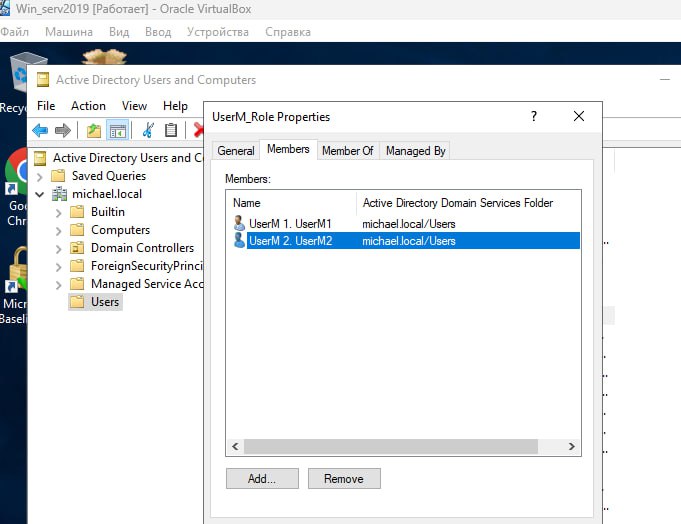 Win_serv2019 [Работает] - Oracle VirtualBox
Файл Машина Вид Ввод Устройства Справка
Active Directory Users and Computers
File Action View Help
Active Directory Users and C
Saved Queries
michael.local
Builtin
Computers
Domain Controllers
ForeignSecurityPrinci
Managed Service Acc
Users
UserM_Role Properties
General Members Member Of Managed By
Members:
Name Active Directory Domain Services Folder
UserM 1. UserM1 michael.local/Users
UserM 2. UserM2 michael.local/Users
Add... Remove
Recyc
Goo
Chr
Micr
Baseli